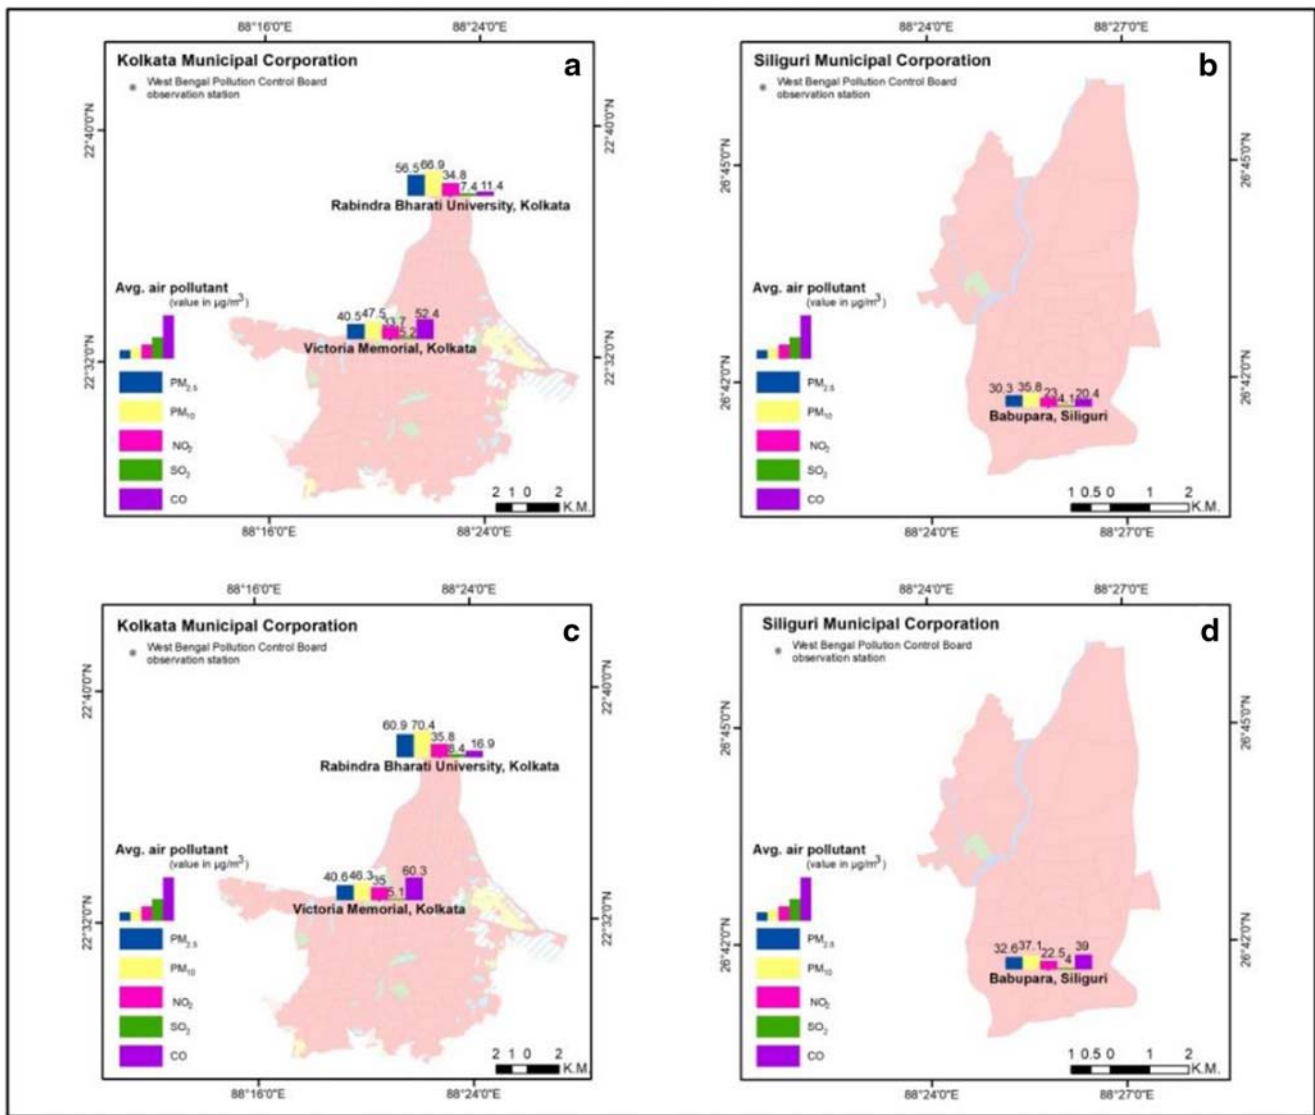 88°16'0"E 88°24'0"E
Kolkata Municipal Corporation a
West Bengal Pollution Control Board
observation station
22°40'0"N 22°40'0"N
56.5 66.9 34.8 7.4 11.4
Rabindra Bharati University, Kolkata
Avg. air pollutant
(value in µg/m³)
40.5 47.5 33.7 5.2 52.4
Victoria Memorial, Kolkata
22°32'0"N 22°32'0"N
PM2.5
PM10
NO2
SO2
CO
2 1 0 2
K.M.
88°16'0"E 88°24'0"E
88°24'0"E 88°27'0"E
Siliguri Municipal Corporation b
West Bengal Pollution Control Board
observation station
26°45'0"N 26°45'0"N
Avg. air pollutant
(value in µg/m³)
26°42'0"N 26°42'0"N
PM2.5
PM10
NO2
SO2
CO
30.3 35.8 23 4.1 20.4
Babupara, Siliguri
1 0.5 0 1 2
K.M.
88°24'0"E 88°27'0"E
88°16'0"E 88°24'0"E
Kolkata Municipal Corporation c
West Bengal Pollution Control Board
observation station
22°40'0"N 22°40'0"N
60.9 70.4 35.8 16.9
Rabindra Bharati University, Kolkata
Avg. air pollutant
(value in µg/m³)
40.6 46.3 35 5.1 60.3
Victoria Memorial, Kolkata
22°32'0"N 22°32'0"N
PM2.5
PM10
NO2
SO2
CO
2 1 0 2
K.M.
88°16'0"E 88°24'0"E
88°24'0"E 88°27'0"E
Siliguri Municipal Corporation d
West Bengal Pollution Control Board
observation station
26°45'0"N 26°45'0"N
Avg. air pollutant
(value in µg/m³)
26°42'0"N 26°42'0"N
PM2.5
PM10
NO2
SO2
CO
32.6 37.1 22.5 4 39
Babupara, Siliguri
1 0.5 0 1 2
K.M.
88°24'0"E 88°27'0"E